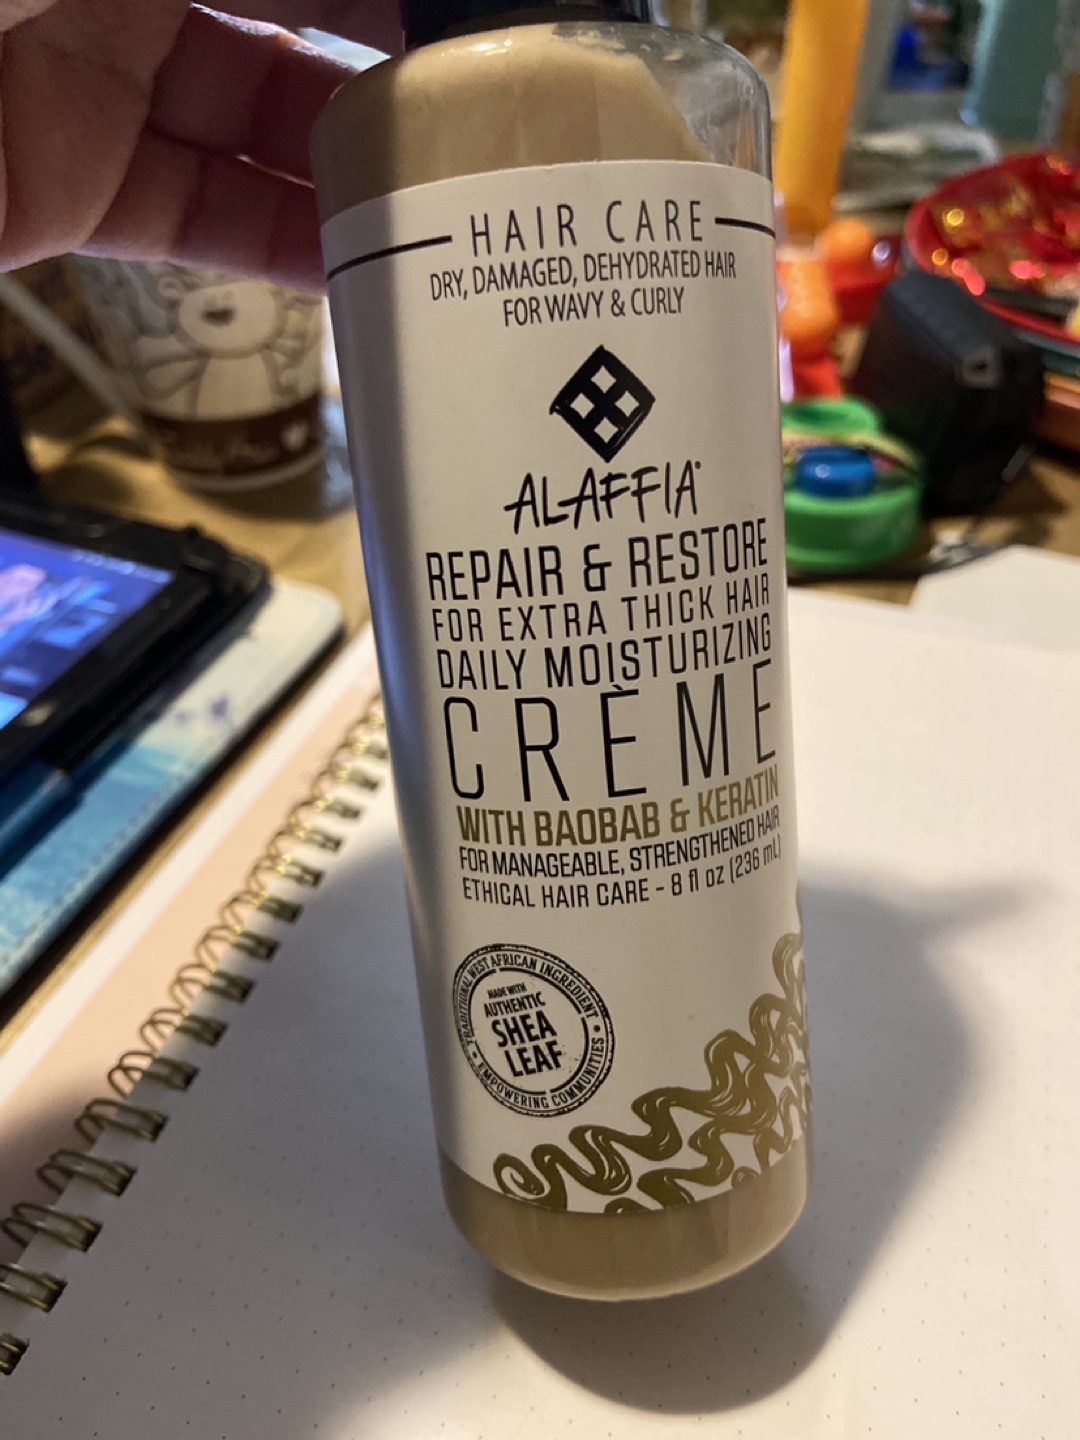 HAIR CARE
DRY, DAMAGED, DEHYDRATED HAIR
FOR WAVY & CURLY
ALAFFIA
REPAIR & RESTORE
FOR EXTRA THICK HAIR
DAILY MOISTURIZING
CRÈME
WITH BAOBAB & KERATIN
FOR MANAGEABLE, STRENGTHENED HAIR
ETHICAL HAIR CARE - 8 fl oz (236 mL)
TRADITIONAL WEST AFRICAN INGREDIENT
MADE WITH
AUTHENTIC
SHEA
LEAF
EMPOWERING COMMUNITIES